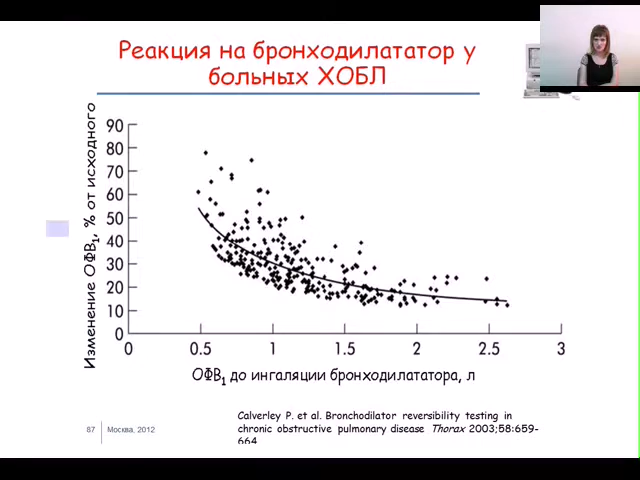 Реакция на бронходилататор у
больных ХОБЛ
Изменение ОФВ1, % от исходного
90
80
70
60
50
40
30
20
10
0
0 0.5 1 1.5 2 2.5 3
ОФВ1 до ингаляции бронходилататора, л
Calverley P. et al. Bronchodilator reversibility testing in
chronic obstructive pulmonary disease Thorax 2003;58:659-
664
87 Москва, 2012